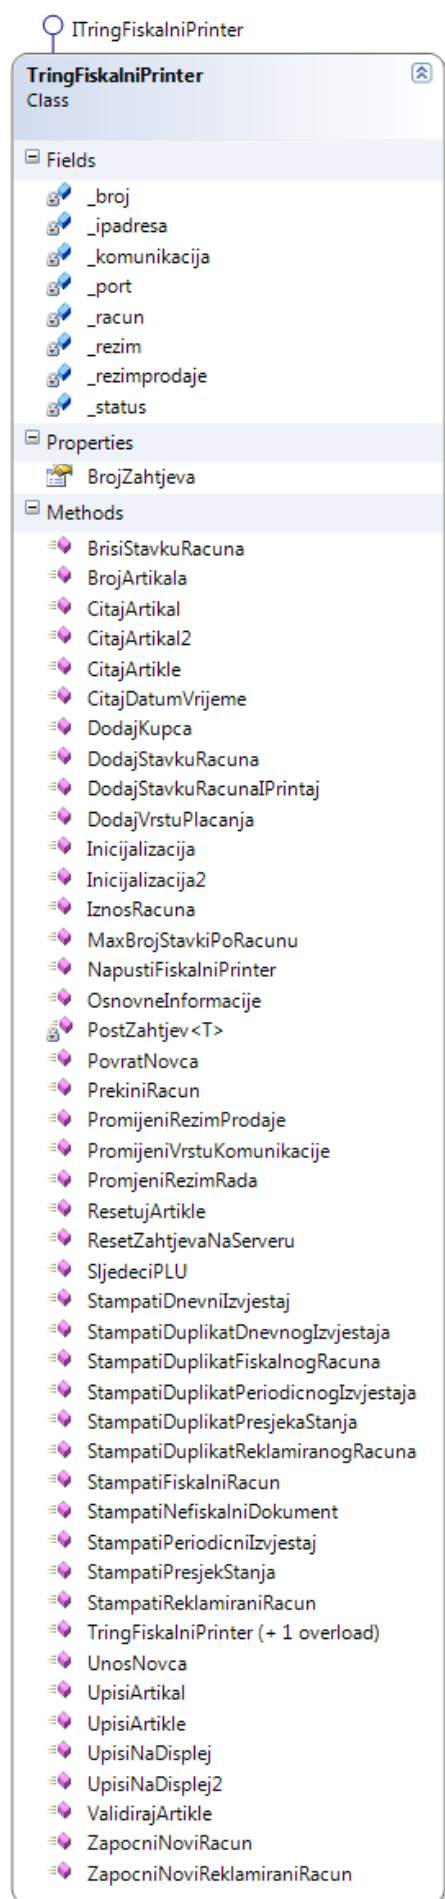 ITringFiskalniPrinter
TringFiskalniPrinter
Class
Fields
_broj
_ipadresa
_komunikacija
_port
_racun
_rezim
_rezimprodaje
_status
Properties
BrojZahtjeva
Methods
BrisiStavkuRacuna
BrojArtikala
CitajArtikal
CitajArtikal2
CitajArtikle
CitajDatumVrijeme
DodajKupca
DodajStavkuRacuna
DodajStavkuRacunaIPrintaj
DodajVrstuPlacanja
Inicijalizacija
Inicijalizacija2
IznosRacuna
MaxBrojStavkiPoRacunu
NapustiFiskalniPrinter
OsnovneInformacije
PostZahtjev<T>
PovratNovca
PrekiniRacun
PromijeniRezimProdaje
PromijeniVrstuKomunikacije
PromjeniRezimRada
ResetujArtikle
ResetZahtjevaNaServeru
SljedeciPLU
StampatiDnevniIzvjestaj
StampatiDuplikatDnevnogIzvjestaja
StampatiDuplikatFiskalnogRacuna
StampatiDuplikatPeriodicnogIzvjestaja
StampatiDuplikatPresjekaStanja
StampatiDuplikatReklamiranogRacuna
StampatiFiskalniRacun
StampatiNefiskalniDokument
StampatiPeriodicniIzvjestaj
StampatiPresjekStanja
StampatiReklamiraniRacun
TringFiskalniPrinter (+ 1 overload)
UnosNovca
UpisiArtikal
UpisiArtikle
UpisiNaDisplej
UpisiNaDisplej2
ValidirajArtikle
ZapocniNoviRacun
ZapocniNoviReklamiraniRacun